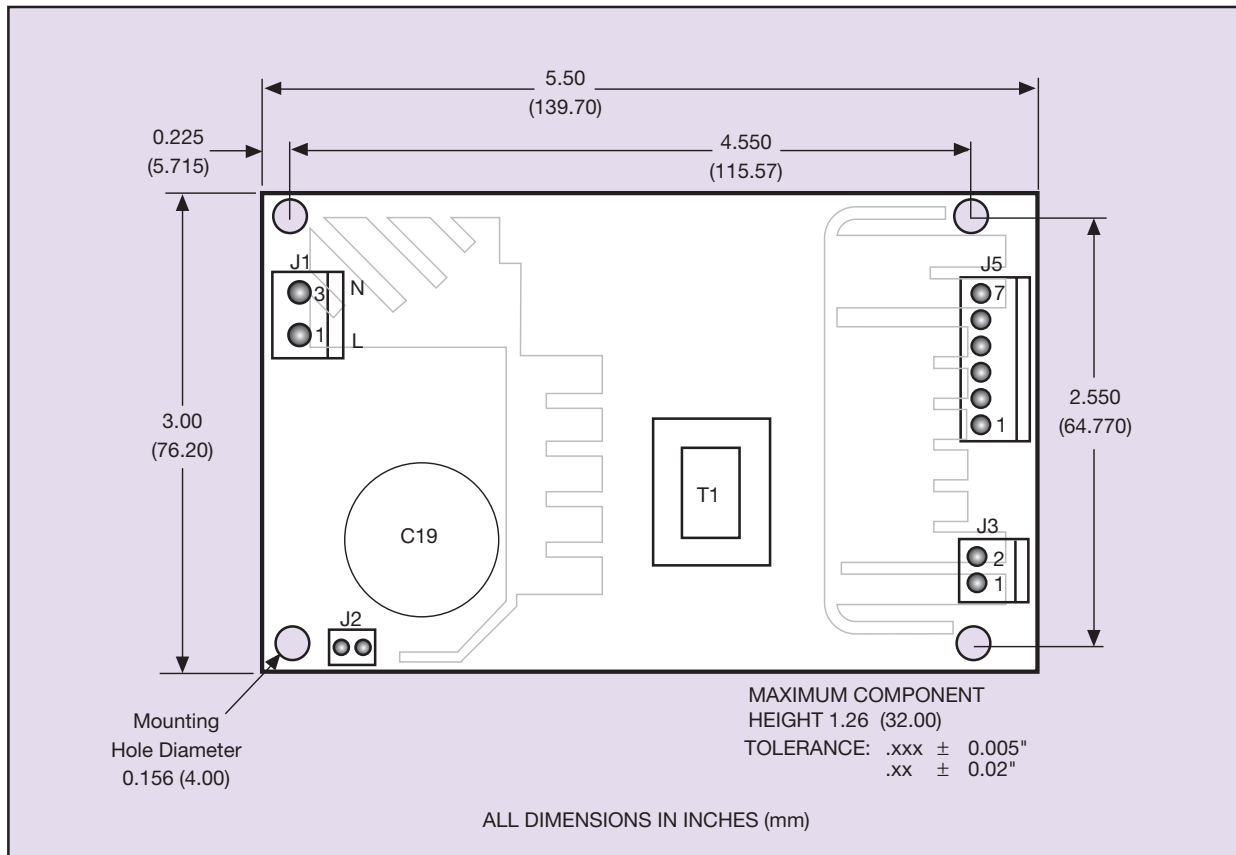 5.50
(139.70)
0.225
(5.715)
4.550
(115.57)
J1
3 N
1 L
J5
7
1
3.00
(76.20)
2.550
(64.770)
T1
C19
J3
2
1
J2
Mounting
Hole Diameter
0.156 (4.00)
MAXIMUM COMPONENT
HEIGHT 1.26 (32.00)
TOLERANCE: .xxx ± 0.005"
.xx ± 0.02"
ALL DIMENSIONS IN INCHES (mm)